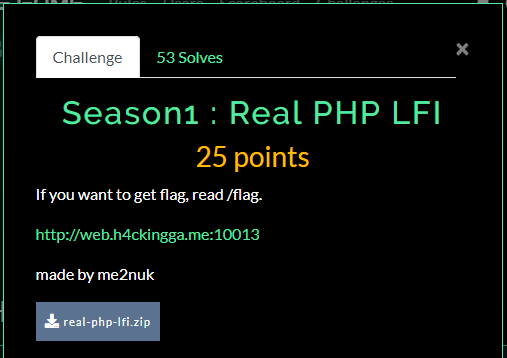 Challenge
53 Solves
×
Season1 : Real PHP LFI
25 points
If you want to get flag, read /flag.
http://web.h4ckingga.me:10013
made by me2nuk
real-php-lfi.zip